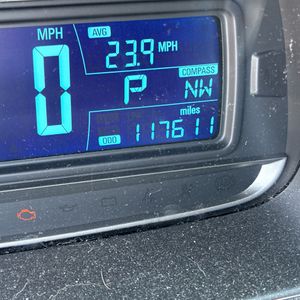 MPH
0
AVG
23.9 MPH
P
COMPASS
NW
miles
ODO
117611